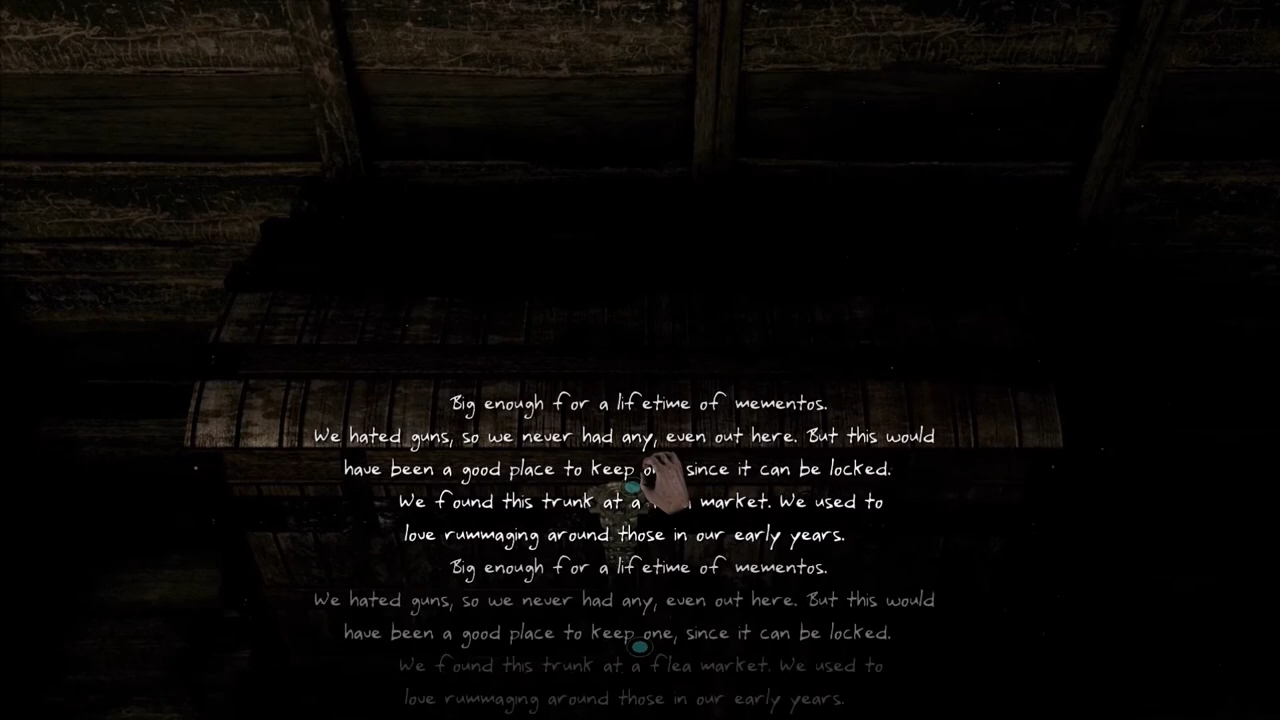 Big enough for a lifetime of mementos.
We hated guns, so we never had any, even out here. But this would
have been a good place to keep since it can be locked.
We found this trunk at a market. We used to
love rummaging around those in our early years.
Big enough for a lifetime of mementos.
We hated guns, so we never had any, even out here. But this would
have been a good place to keep one, since it can be locked.
We found this trunk at a flea market. We used to
love rummaging around those in our early years.